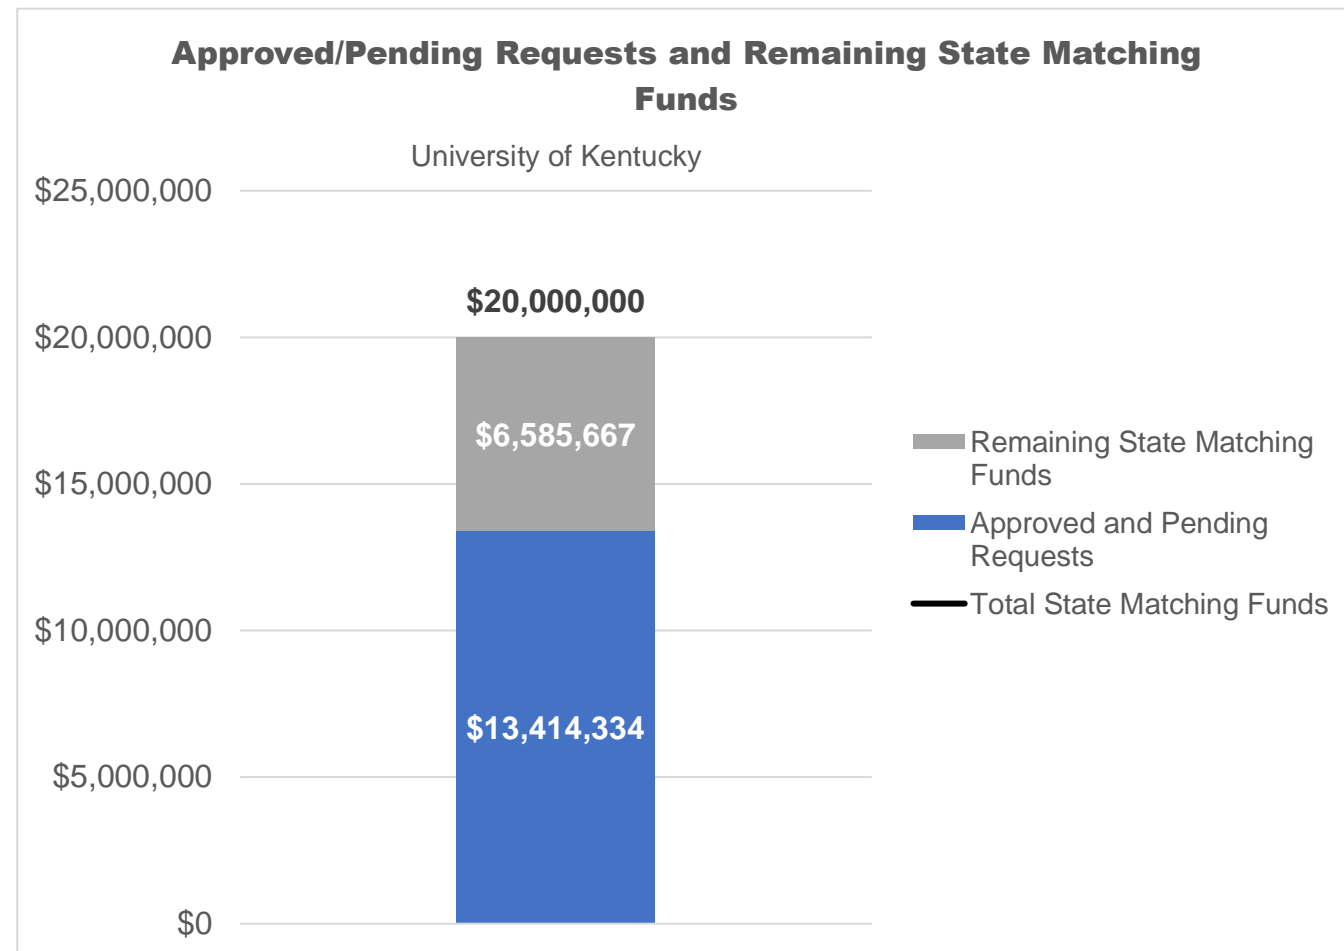 Approved/Pending Requests and Remaining State Matching
Funds
University of Kentucky
$25,000,000
$20,000,000
$20,000,000
$6,585,667
$15,000,000
$10,000,000
$13,414,334
$5,000,000
$0
Remaining State Matching
Funds
Approved and Pending
Requests
Total State Matching Funds